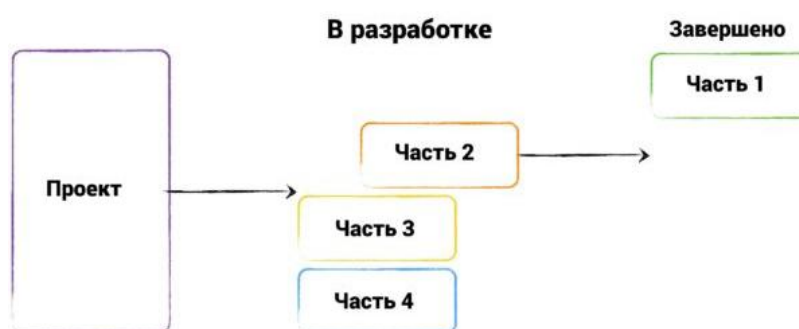 В разработке
Завершено
Часть 1
Часть 2
Проект
Часть 3
Часть 4